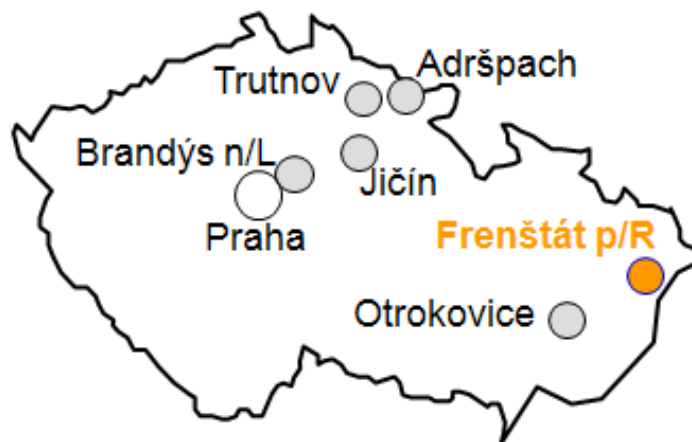 Adršpach
Trutnov
Brandýs n/L
Jičín
Praha
Frenštát p/R
Otrokovice